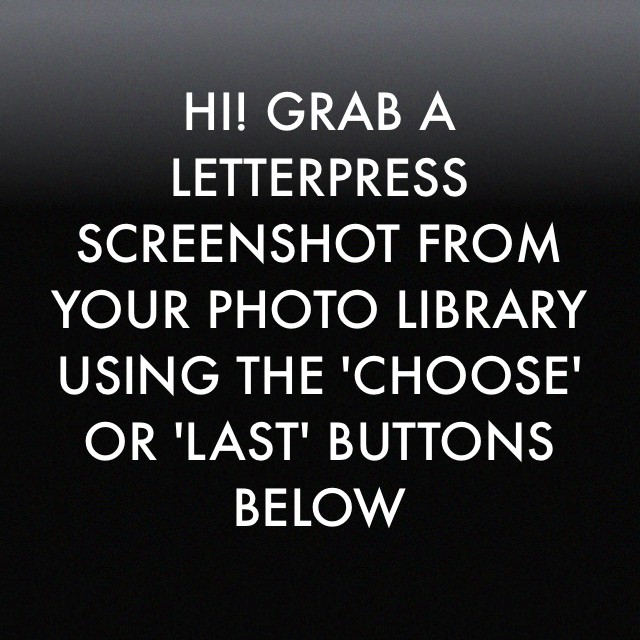 HI! GRAB A
LETTERPRESS
SCREENSHOT FROM
YOUR PHOTO LIBRARY
USING THE 'CHOOSE'
OR 'LAST' BUTTONS
BELOW